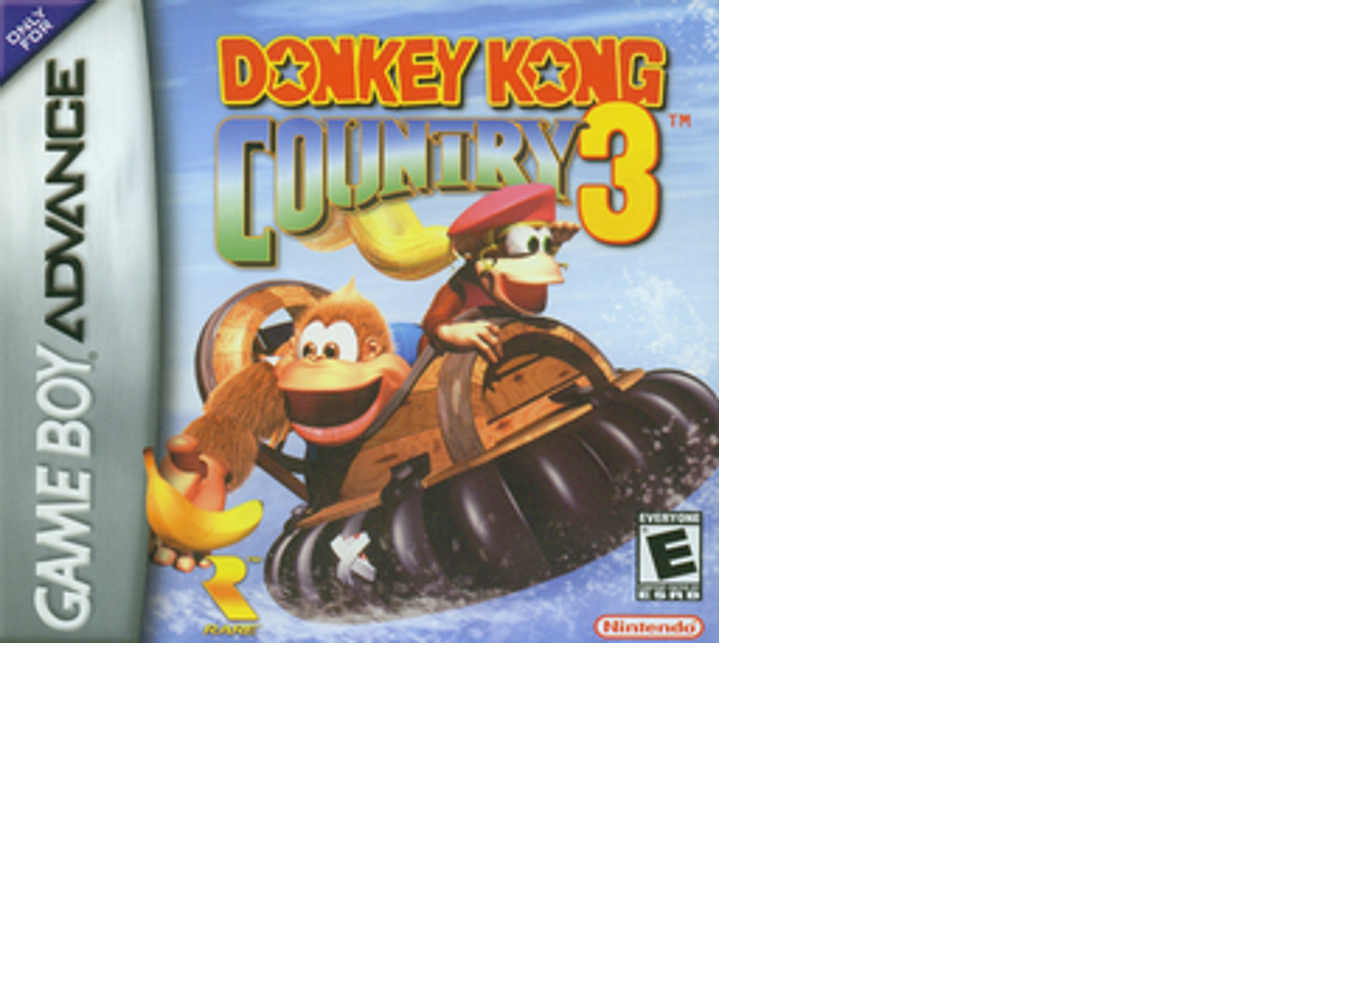 ONLY
FOR
GAME BOY ADVANCE
DONKEY KONG
COUNTRY 3 ™
EVERYONE
E
ESRB
RARE
Nintendo